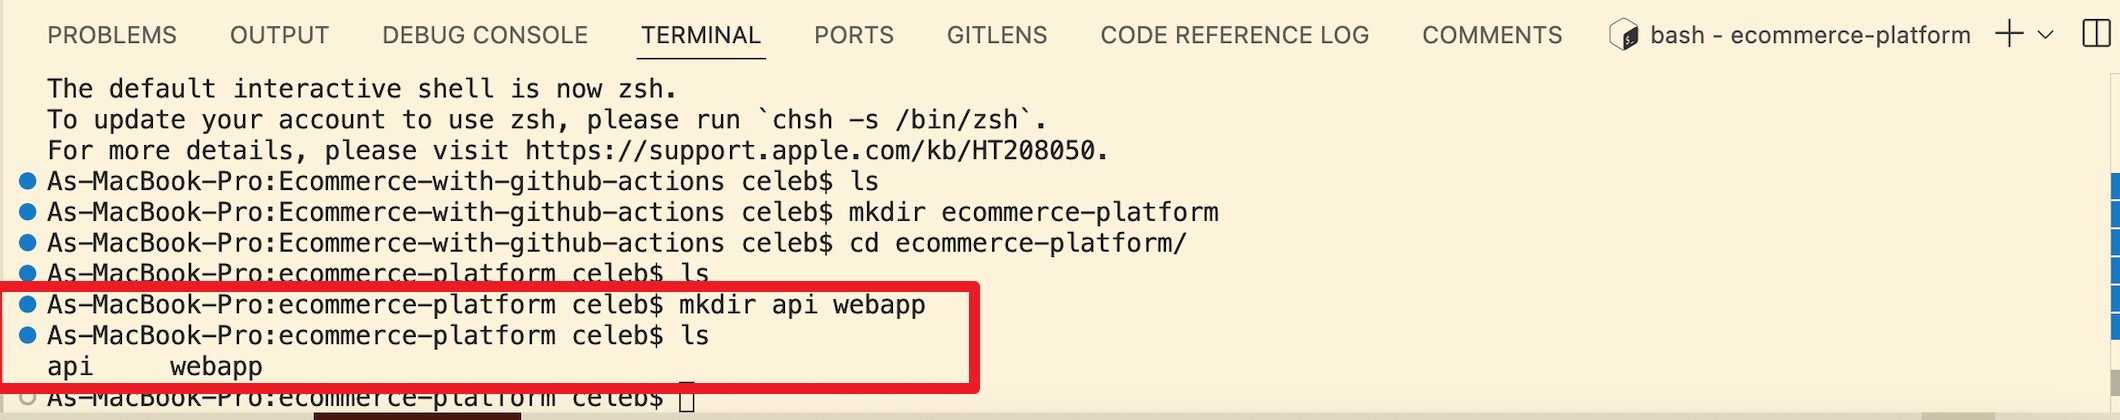 PROBLEMS OUTPUT DEBUG CONSOLE TERMINAL PORTS GITLENS CODE REFERENCE LOG COMMENTS bash - ecommerce-platform
The default interactive shell is now zsh.
To update your account to use zsh, please run `chsh -s /bin/zsh`.
For more details, please visit https://support.apple.com/kb/HT208050.
As-MacBook-Pro:Ecommerce-with-github-actions celeb$ ls
As-MacBook-Pro:Ecommerce-with-github-actions celeb$ mkdir ecommerce-platform
As-MacBook-Pro:Ecommerce-with-github-actions celeb$ cd ecommerce-platform/
As-MacBook-Pro:ecommerce-platform celeb$ ls
As-MacBook-Pro:ecommerce-platform celeb$ mkdir api webapp
As-MacBook-Pro:ecommerce-platform celeb$ ls
api webapp
As-MacBook-Pro:ecommerce-platform celeb$